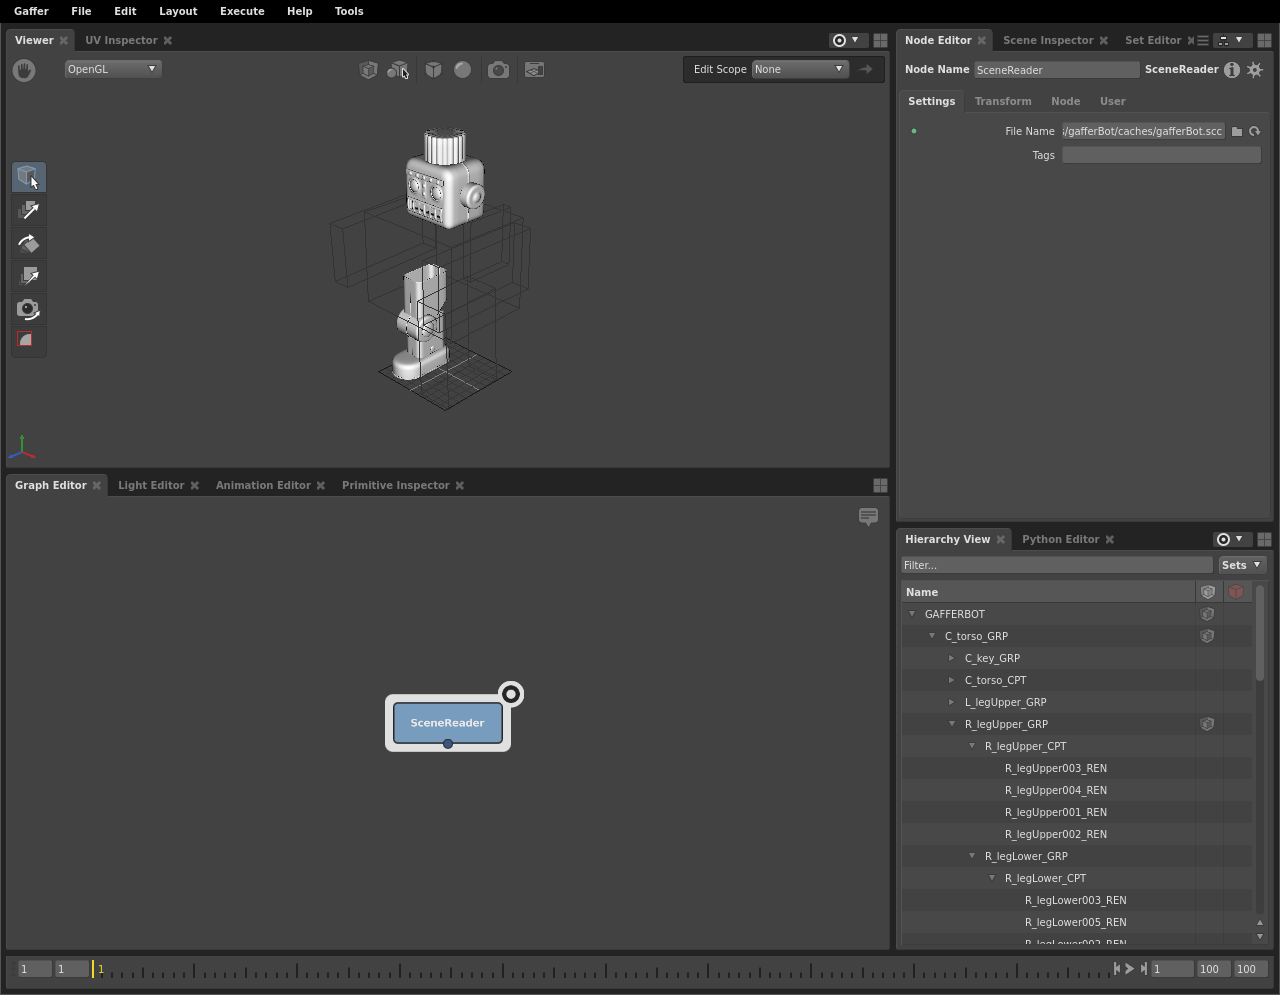 Gaffer File Edit Layout Execute Help Tools
Viewer UV Inspector
OpenGL
Edit Scope None
Node Editor Scene Inspector Set Editor
Node Name SceneReader SceneReader
Settings Transform Node User
File Name /gafferBot/caches/gafferBot.scc
Tags
Graph Editor Light Editor Animation Editor Primitive Inspector
SceneReader
Hierarchy View Python Editor
Filter... Sets
Name
GAFFERBOT
C_torso_GRP
C_key_GRP
C_torso_CPT
L_legUpper_GRP
R_legUpper_GRP
R_legUpper_CPT
R_legUpper003_REN
R_legUpper004_REN
R_legUpper001_REN
R_legUpper002_REN
R_legLower_GRP
R_legLower_CPT
R_legLower003_REN
R_legLower005_REN
1 1 1 1 100 100